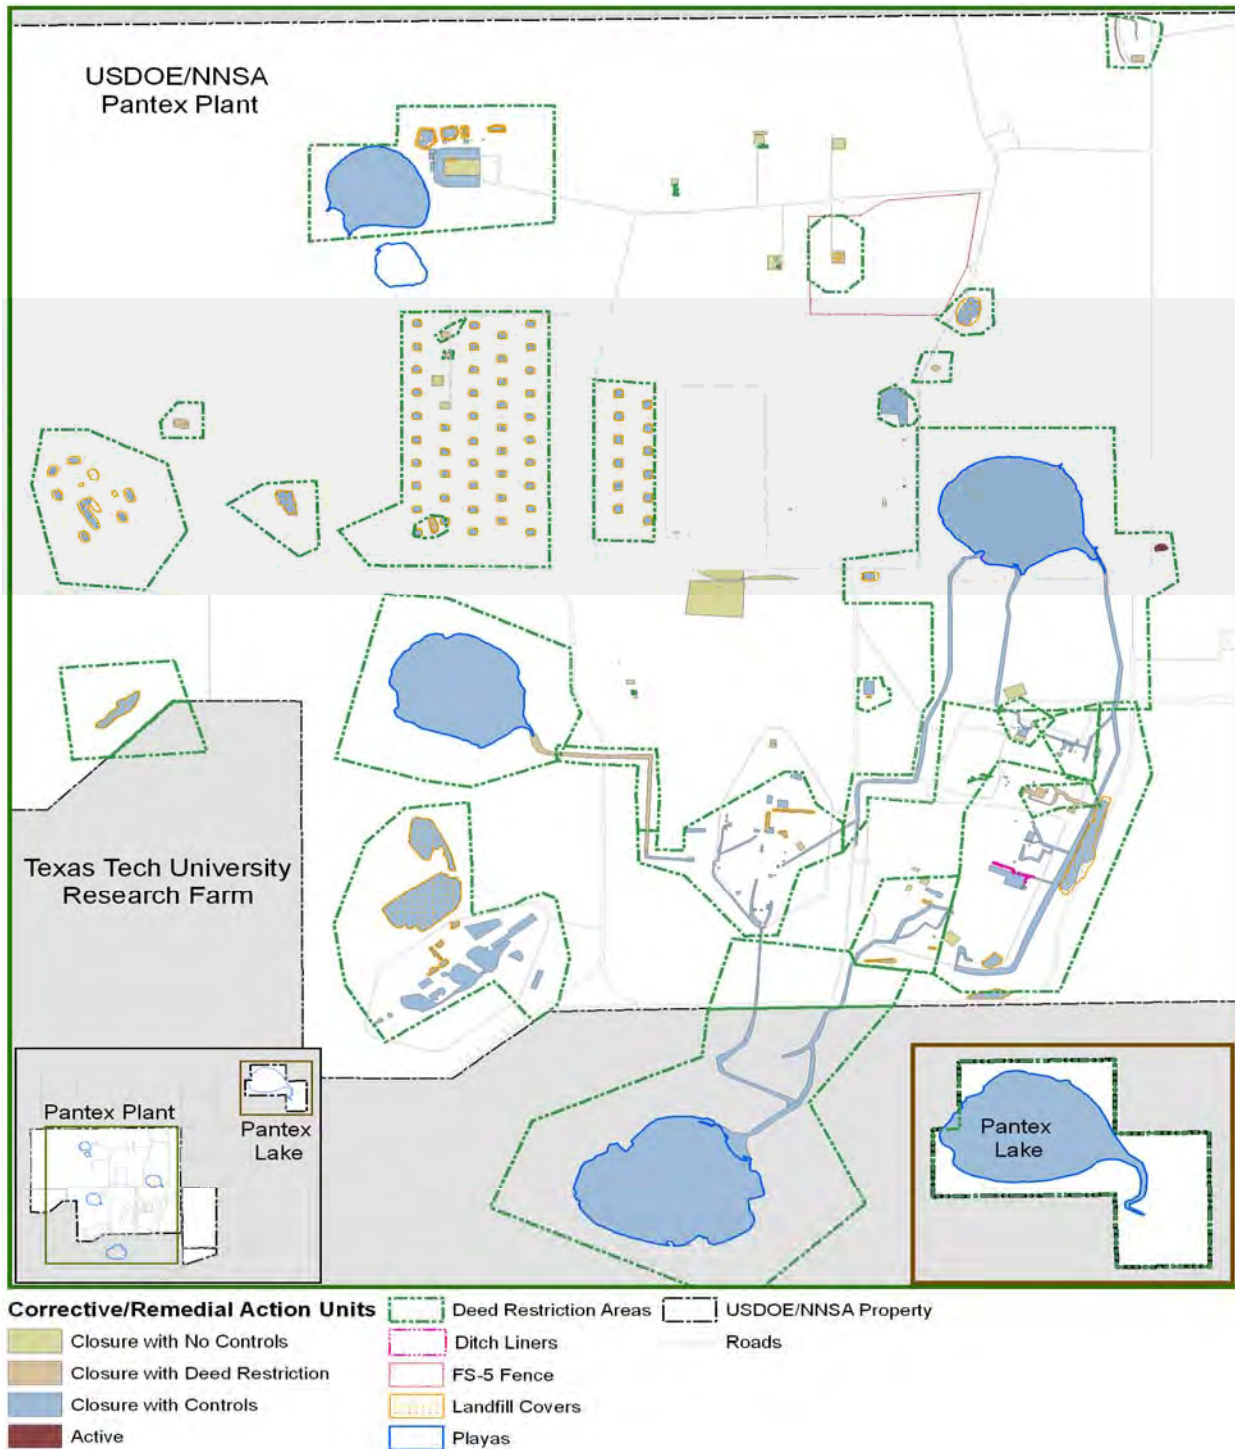 USDOE/NNSA
Pantex Plant
Texas Tech University
Research Farm
Pantex Plant
Pantex
Lake
Pantex
Lake
Corrective/Remedial Action Units
Closure with No Controls
Closure with Deed Restriction
Closure with Controls
Active
Deed Restriction Areas
Ditch Liners
FS-5 Fence
Landfill Covers
Playas
USDOE/NNSA Property
Roads